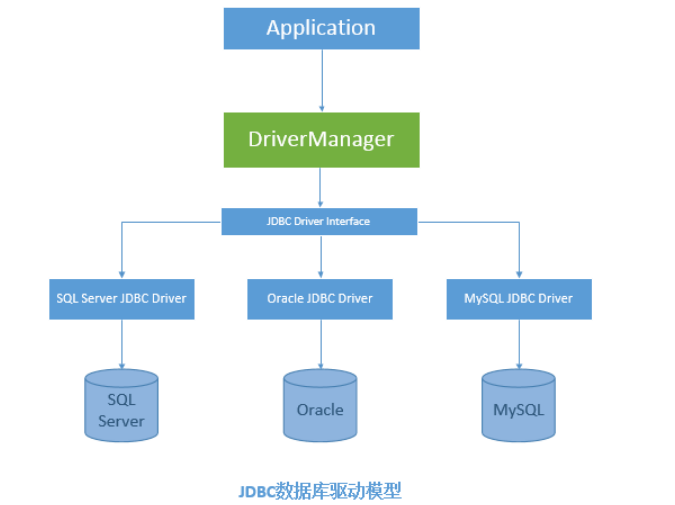 Application
DriverManager
JDBC Driver Interface
SQL Server JDBC Driver
Oracle JDBC Driver
MySQL JDBC Driver
SQL
Server
Oracle
MySQL
JDBC数据库驱动模型